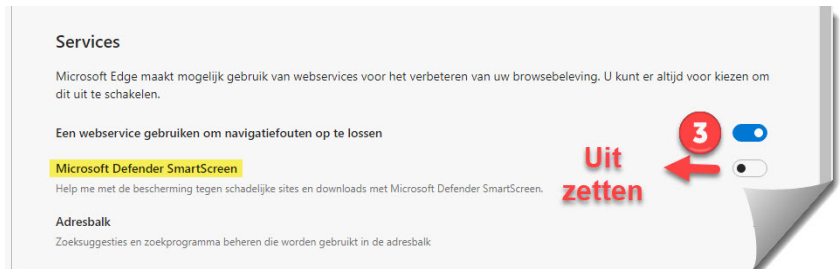 Services
Microsoft Edge maakt mogelijk gebruik van webservices voor het verbeteren van uw browsebeleving. U kunt er altijd voor kiezen om
dit uit te schakelen.
Een webservice gebruiken om navigatiefouten op te lossen
3
Microsoft Defender SmartScreen
Uit
zetten
Help me met de bescherming tegen schadelijke sites en downloads met Microsoft Defender SmartScreen.
Adresbalk
Zoeksuggesties en zoekprogramma beheren die worden gebruikt in de adresbalk